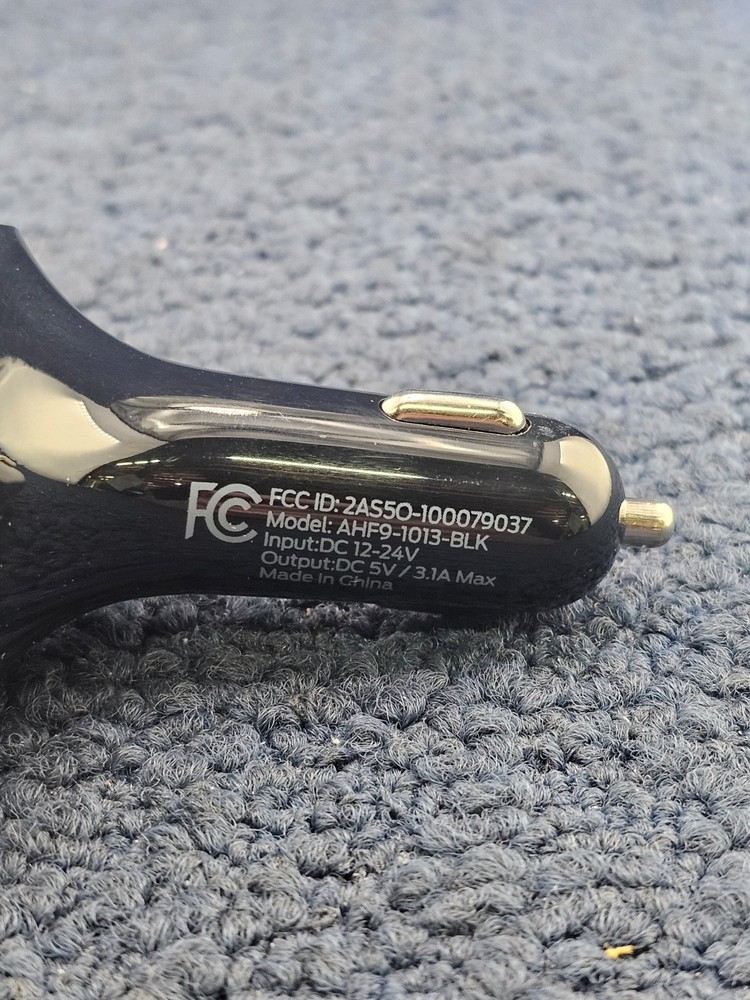 FC FCC ID: 2AS5O-100079037
Model: AHF9-1013-BLK
Input:DC 12-24V
Output:DC 5V / 3.1A Max
Made in China